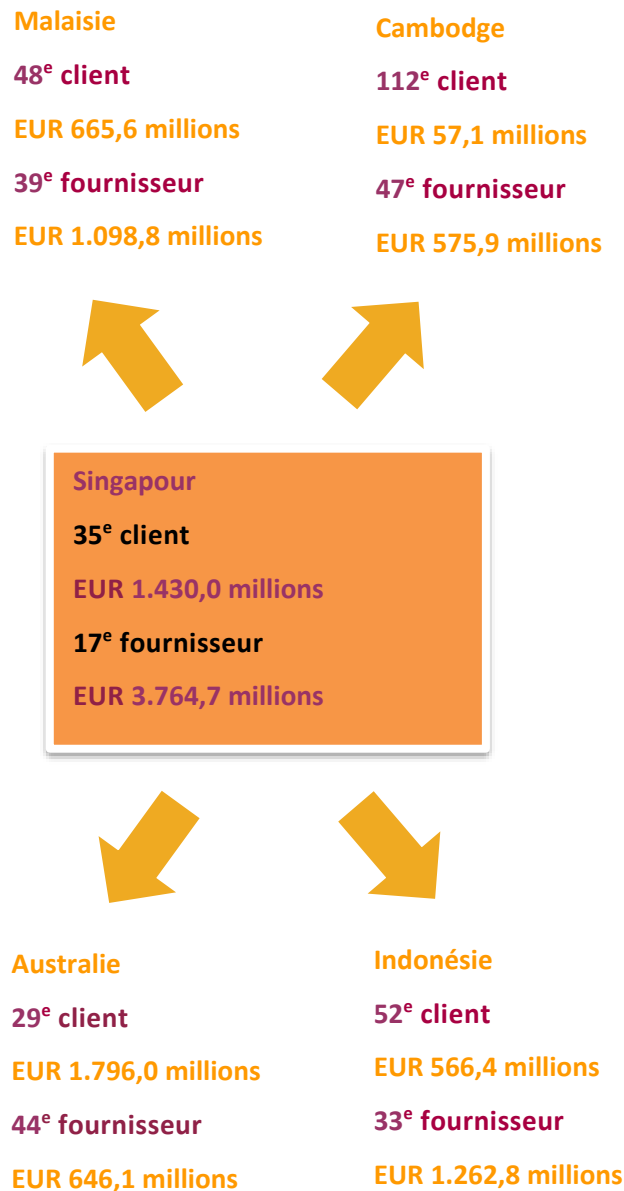 Malaisie
48e client
EUR 665,6 millions
39e fournisseur
EUR 1.098,8 millions
Cambodge
112e client
EUR 57,1 millions
47e fournisseur
EUR 575,9 millions
Singapour
35e client
EUR 1.430,0 millions
17e fournisseur
EUR 3.764,7 millions
Australie
29e client
EUR 1.796,0 millions
44e fournisseur
EUR 646,1 millions
Indonésie
52e client
EUR 566,4 millions
33e fournisseur
EUR 1.262,8 millions